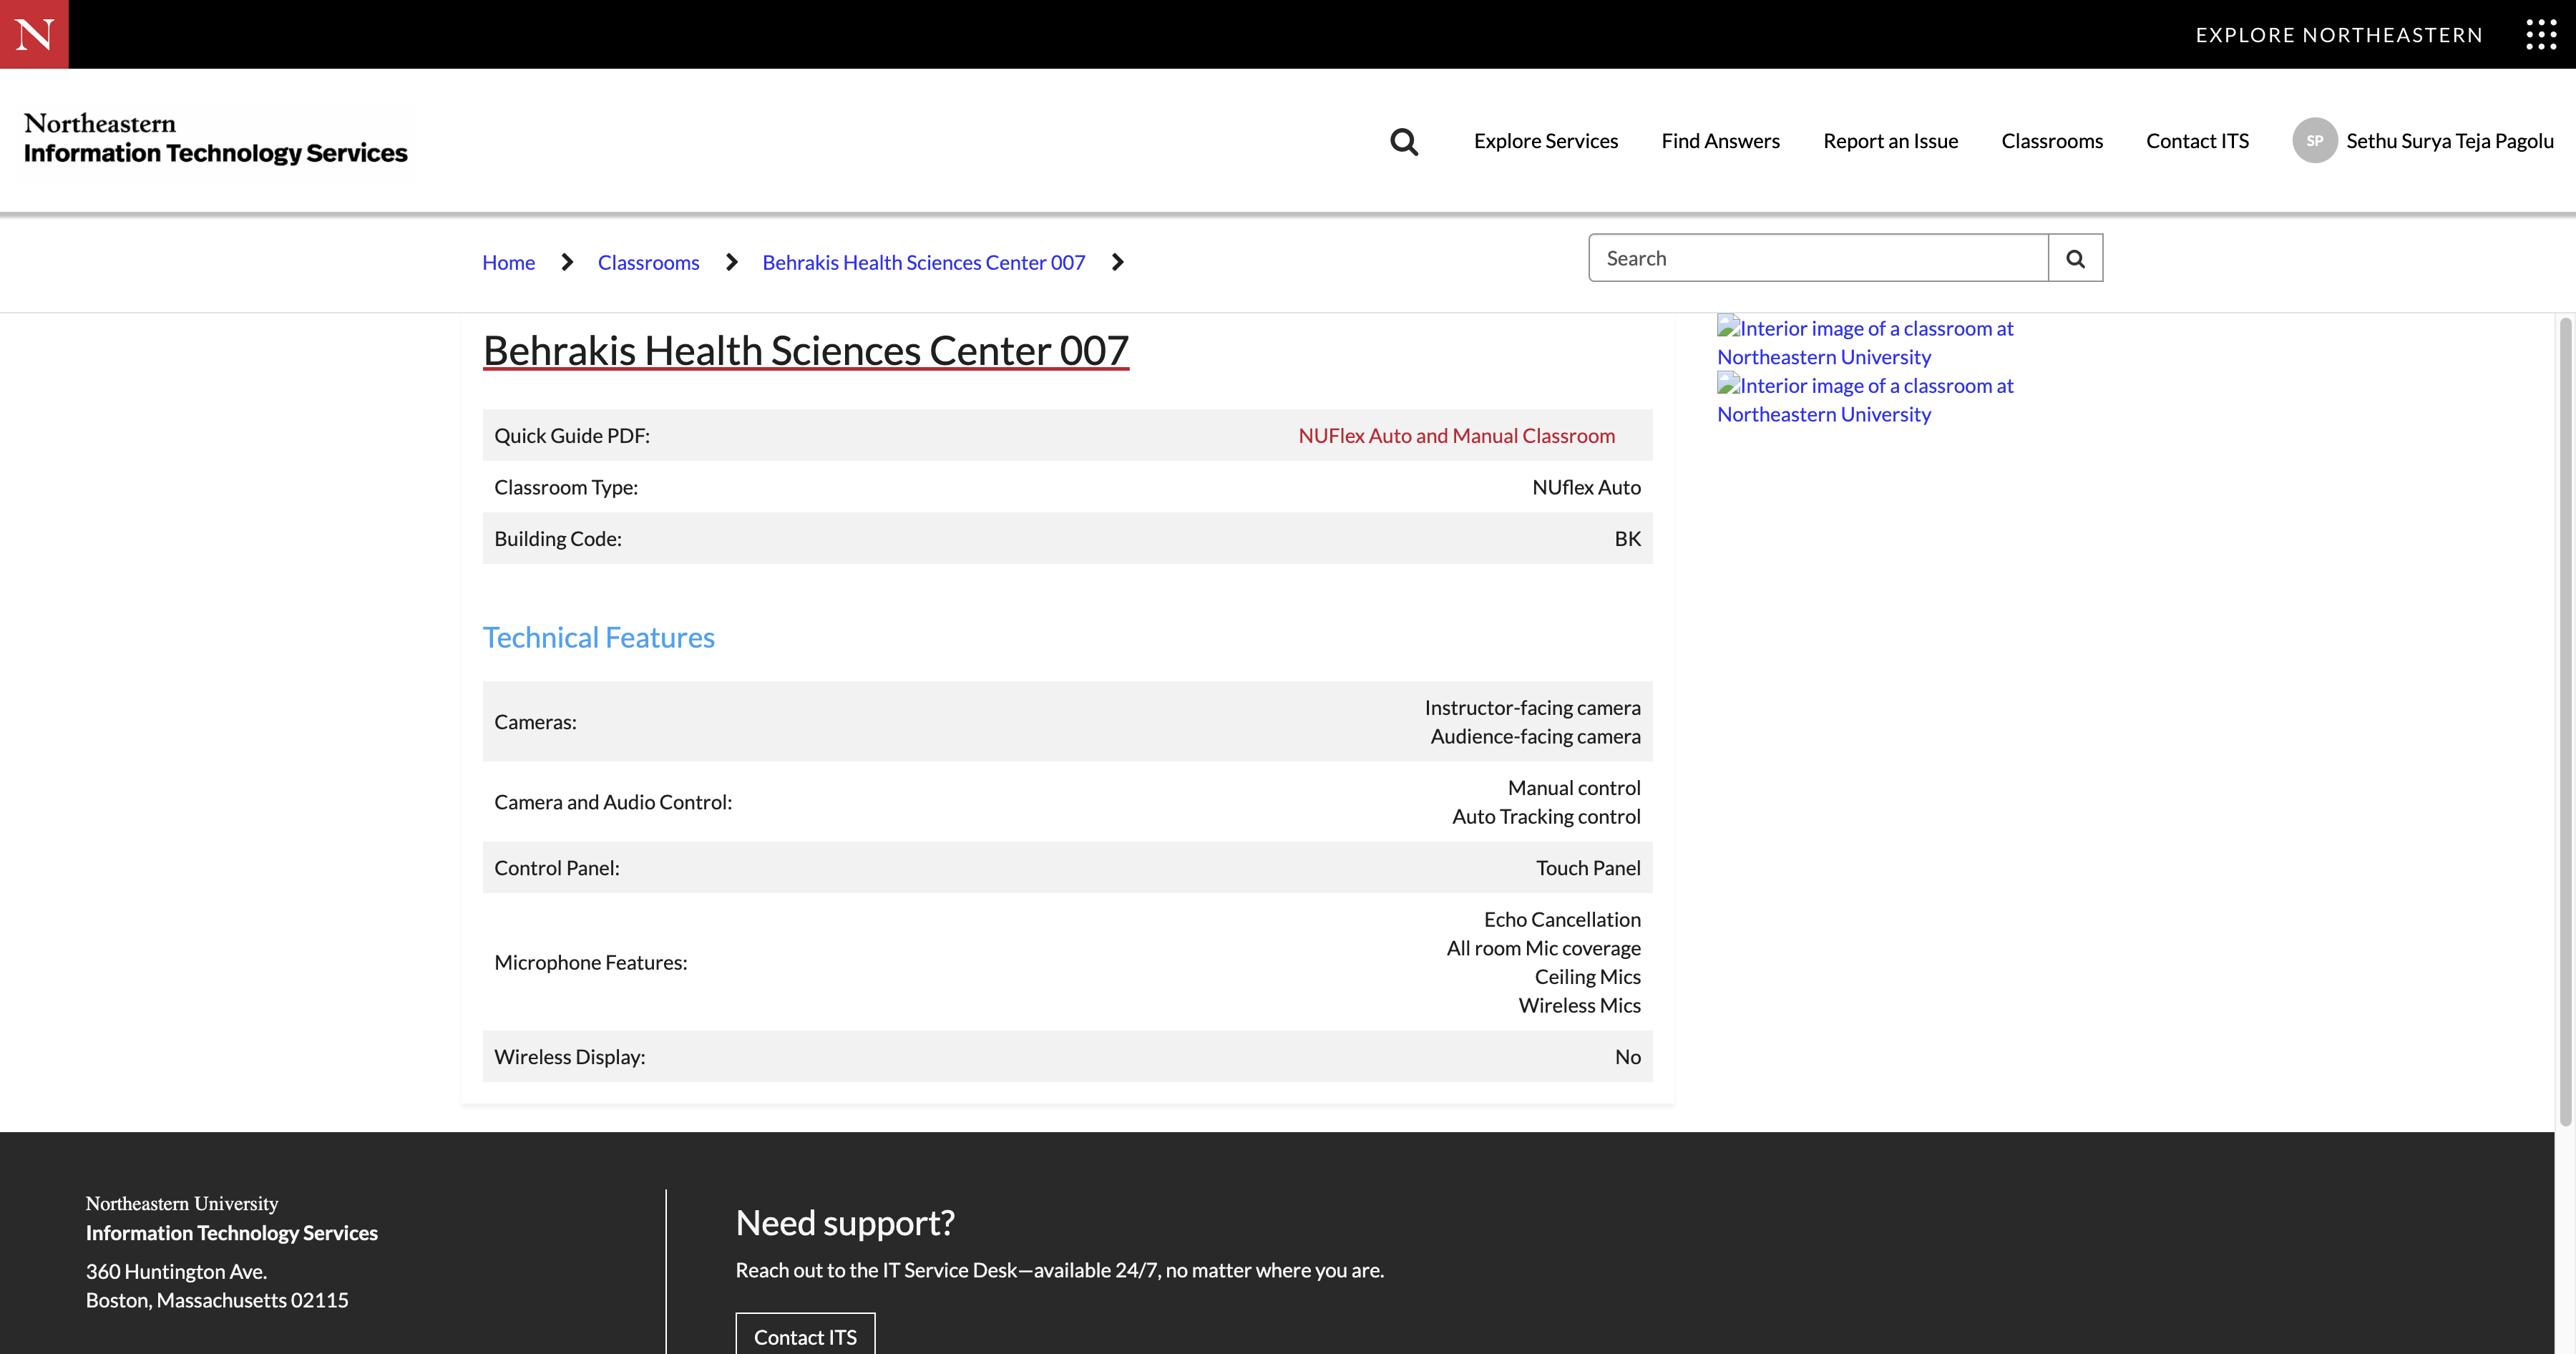 N
EXPLORE NORTHEASTERN
Northeastern
Information Technology Services
Explore Services
Find Answers
Report an Issue
Classrooms
Contact ITS
SP
Sethu Surya Teja Pagolu
Home
Classrooms
Behrakis Health Sciences Center 007
Search
Behrakis Health Sciences Center 007
Quick Guide PDF:
NUFlex Auto and Manual Classroom
Classroom Type:
NUflex Auto
Building Code:
BK
Technical Features
Cameras:
Instructor-facing camera
Audience-facing camera
Camera and Audio Control:
Manual control
Auto Tracking control
Control Panel:
Touch Panel
Microphone Features:
Echo Cancellation
All room Mic coverage
Ceiling Mics
Wireless Mics
Wireless Display:
No
Interior image of a classroom at
Northeastern University
Interior image of a classroom at
Northeastern University
Northeastern University
Information Technology Services
360 Huntington Ave.
Boston, Massachusetts 02115
Need support?
Reach out to the IT Service Desk—available 24/7, no matter where you are.
Contact ITS